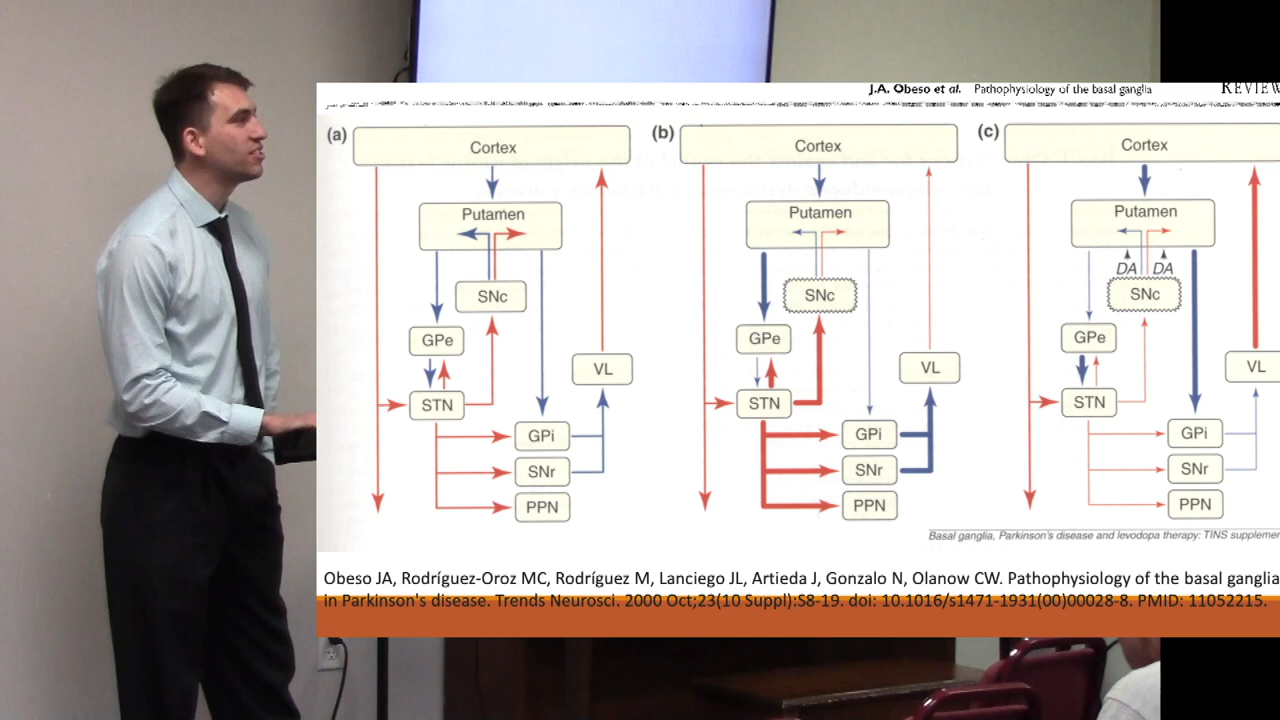 J.A. Obeso et al. Pathophysiology of the basal ganglia
REVIEW
(a)
Cortex
Putamen
SNc
GPe
VL
STN
GPi
SNr
PPN
(b)
Cortex
Putamen
SNc
GPe
VL
STN
GPi
SNr
PPN
(c)
Cortex
Putamen
DA DA
SNc
GPe
VL
STN
GPi
SNr
PPN
Basal ganglia, Parkinson's disease and levodopa therapy: TINS supplemen
Obeso JA, Rodríguez-Oroz MC, Rodríguez M, Lanciego JL, Artieda J, Gonzalo N, Olanow CW. Pathophysiology of the basal ganglia
in Parkinson's disease. Trends Neurosci. 2000 Oct;23(10 Suppl):S8-19. doi: 10.1016/s1471-1931(00)00028-8. PMID: 11052215.